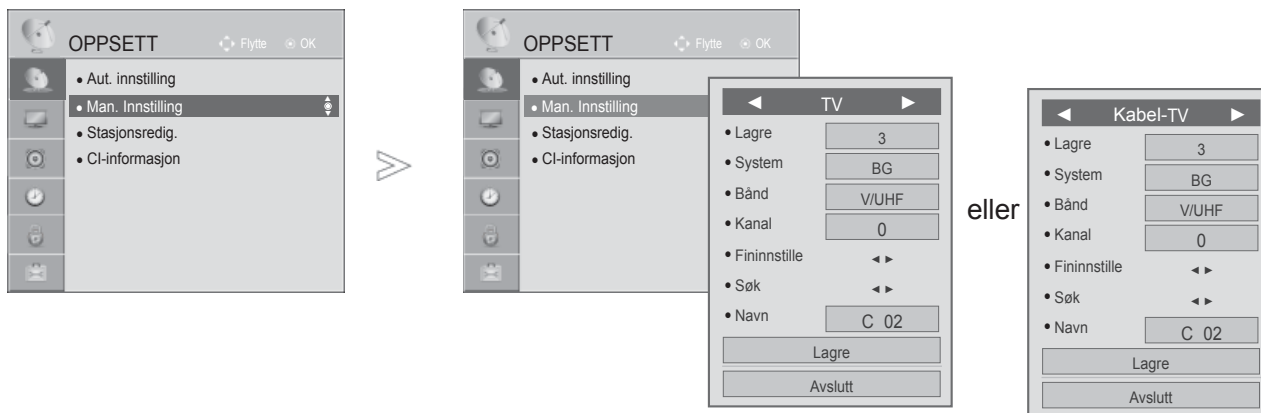 OPPSETT Flytte OK
• Aut. innstilling
• Man. Innstilling
• Stasjonsredig.
• CI-informasjon
OPPSETT Flytte OK
• Aut. innstilling
• Man. Innstilling
• Stasjonsredig.
• CI-informasjon
◄ TV ►
• Lagre 3
• System BG
• Bånd V/UHF
• Kanal 0
• Fininnstille ◄ ►
• Søk ◄ ►
• Navn C 02
Lagre
Avslutt
eller
◄ Kabel-TV ►
• Lagre 3
• System BG
• Bånd V/UHF
• Kanal 0
• Fininnstille ◄ ►
• Søk ◄ ►
• Navn C 02
Lagre
Avslutt